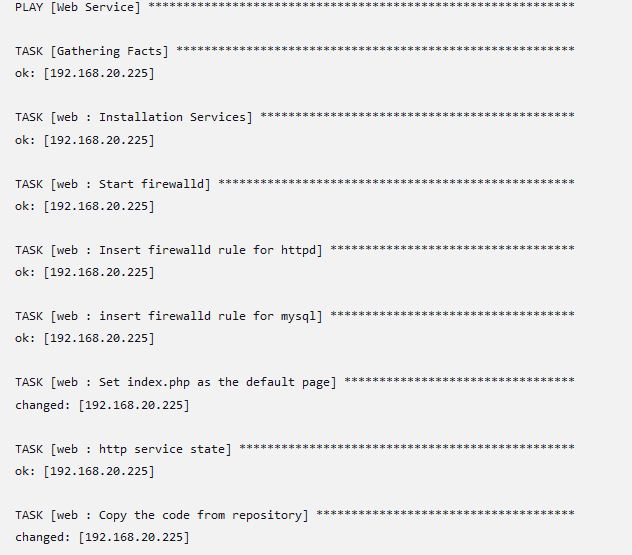 PLAY [Web Service] *************************************************************
TASK [Gathering Facts] *********************************************************
ok: [192.168.20.225]
TASK [web : Installation Services] *********************************************
ok: [192.168.20.225]
TASK [web : Start firewalld] ***************************************************
ok: [192.168.20.225]
TASK [web : Insert firewalld rule for httpd] ***********************************
ok: [192.168.20.225]
TASK [web : insert firewalld rule for mysql] ***********************************
ok: [192.168.20.225]
TASK [web : Set index.php as the default page] *********************************
changed: [192.168.20.225]
TASK [web : http service state] ************************************************
ok: [192.168.20.225]
TASK [web : Copy the code from repository] *************************************
changed: [192.168.20.225]